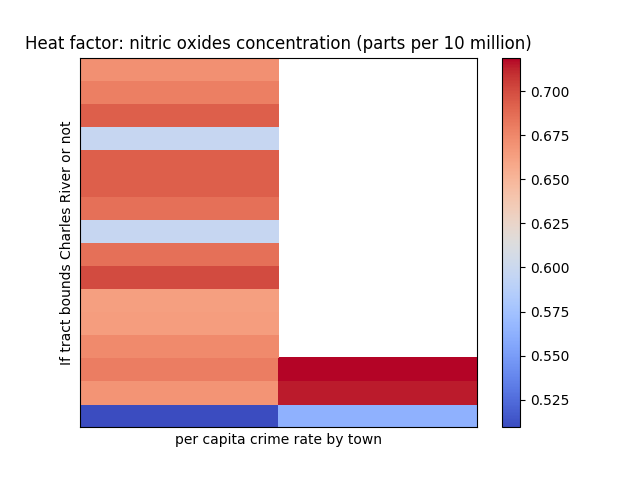 Heat factor: nitric oxides concentration (parts per 10 million)
If tract bounds Charles River or not
per capita crime rate by town
0.700
0.675
0.650
0.625
0.600
0.575
0.550
0.525